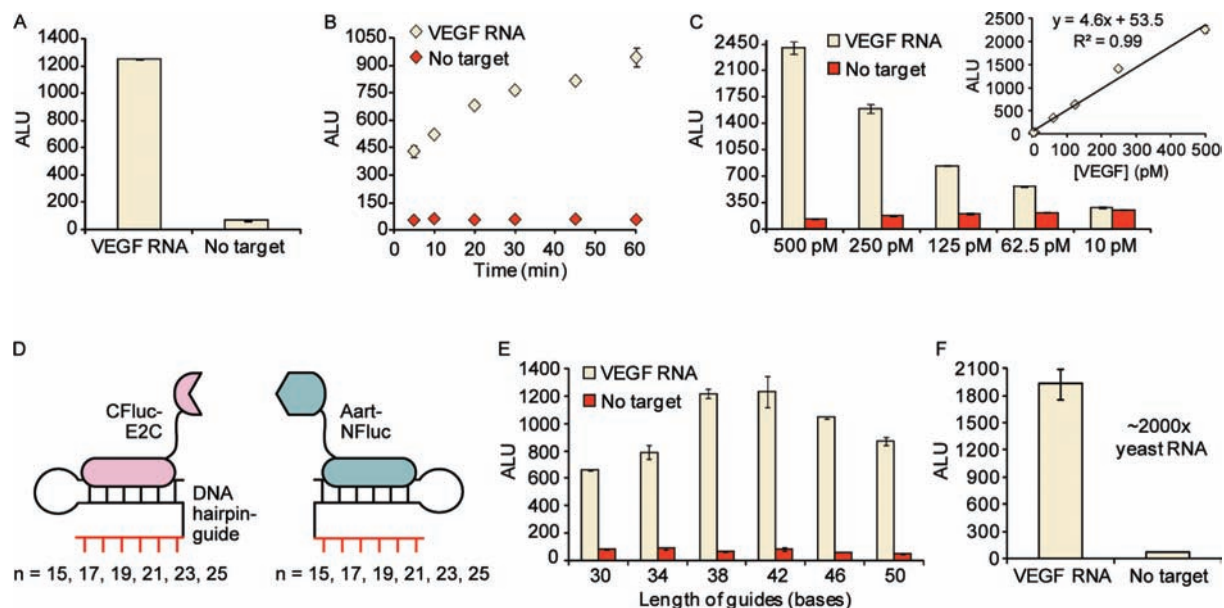 A
1400
1200
1000
800
600
400
200
0
ALU
VEGF RNA
No target
B
VEGF RNA
No target
1050
900
750
600
450
300
150
0
ALU
0 10 20 30 40 50 60
Time (min)
C
VEGF RNA
No target
2450
2100
1750
1400
1050
700
350
0
ALU
500 pM 250 pM 125 pM 62.5 pM 10 pM
y = 4.6x + 53.5
R² = 0.99
2500
2000
1500
1000
500
0
ALU
0 100 200 300 400 500
[VEGF] (pM)
D
CFluc-
E2C
Aart-
NFluc
DNA
hairpin-
guide
n = 15, 17, 19, 21, 23, 25
n = 15, 17, 19, 21, 23, 25
E
VEGF RNA
No target
1400
1200
1000
800
600
400
200
0
ALU
30 34 38 42 46 50
Length of guides (bases)
F
2100
1800
1500
1200
900
600
300
0
ALU
~2000x
yeast RNA
VEGF RNA
No target